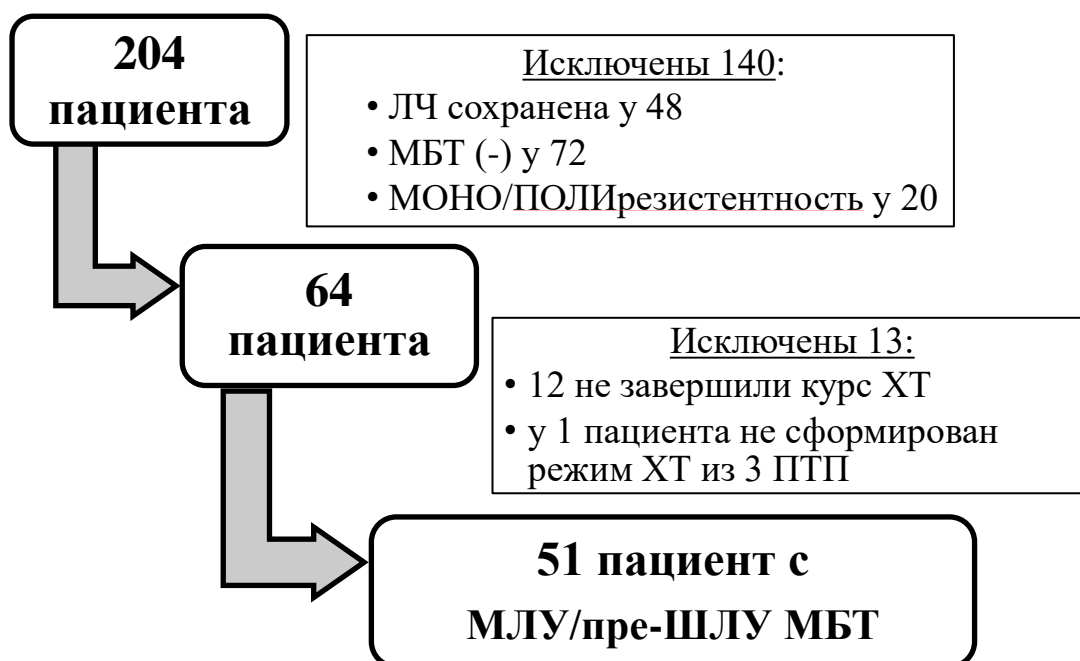 204
пациента
Исключены 140:
• ЛЧ сохранена у 48
• МБТ (-) у 72
• МОНО/ПОЛИрезистентность у 20
64
пациента
Исключены 13:
• 12 не завершили курс ХТ
• у 1 пациента не сформирован
режим ХТ из 3 ПТП
51 пациент с
МЛУ/пре-ШЛУ МБТ